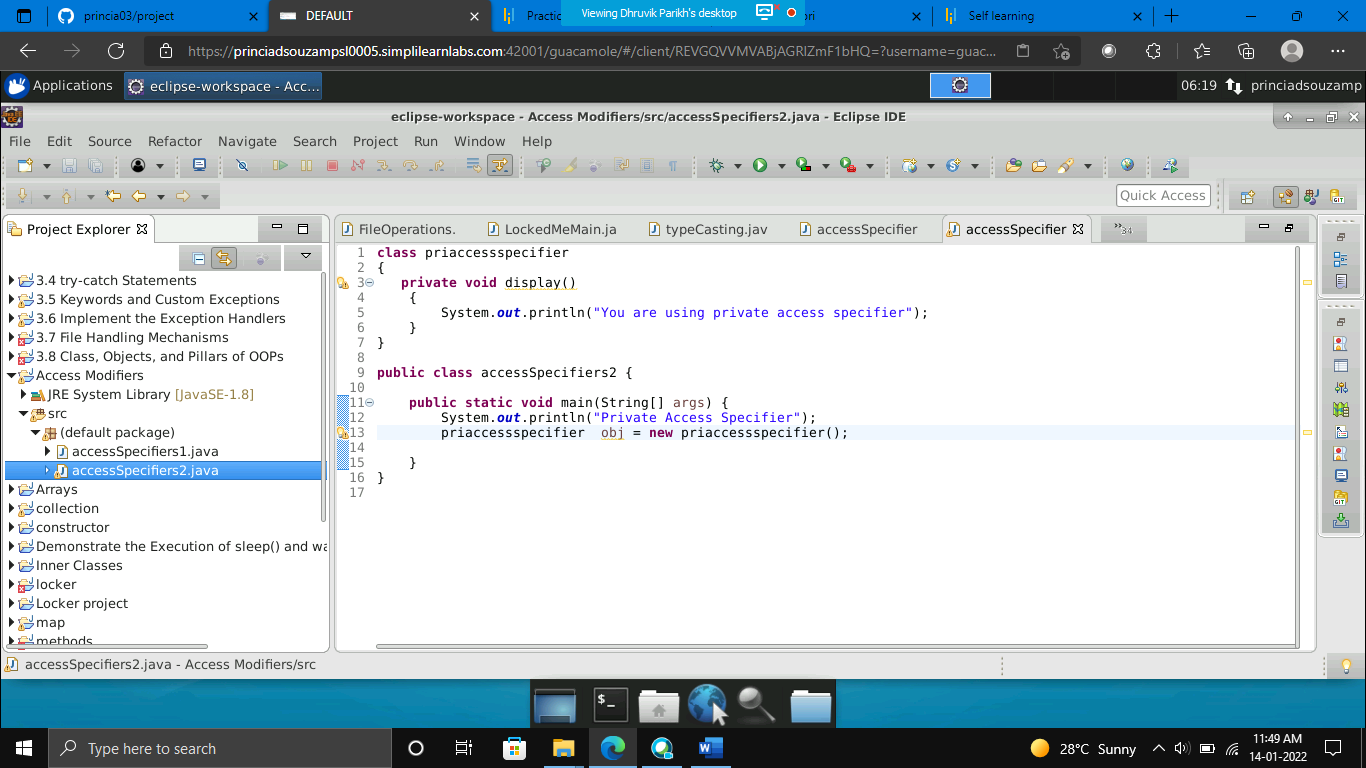 princia03/project
DEFAULT
Practic
Viewing Dhruvik Parikh's desktop
ori
Self learning
https://princiadsouzampsl0005.simplilearnlabs.com:42001/guacamole/#/client/REVGQVVMVABjAGRlZmF1bHQ=?username=guac...
Applications
eclipse-workspace - Acc...
06:19
princiadsouzamp
eclipse-workspace - Access Modifiers/src/accessSpecifiers2.java - Eclipse IDE
File Edit Source Refactor Navigate Search Project Run Window Help
Quick Access
Project Explorer
FileOperations.
LockedMeMain.ja
typeCasting.jav
accessSpecifier
accessSpecifier
»34
3.4 try-catch Statements
3.5 Keywords and Custom Exceptions
3.6 Implement the Exception Handlers
3.7 File Handling Mechanisms
3.8 Class, Objects, and Pillars of OOPs
Access Modifiers
JRE System Library [JavaSE-1.8]
src
(default package)
accessSpecifiers1.java
accessSpecifiers2.java
Arrays
collection
constructor
Demonstrate the Execution of sleep() and wa
Inner Classes
locker
Locker project
map
methods
1 class priaccessspecifier
2 {
3 private void display()
4 {
5 System.out.println("You are using private access specifier");
6 }
7 }
8
9 public class accessSpecifiers2 {
10
11 public static void main(String[] args) {
12 System.out.println("Private Access Specifier");
13 priaccessspecifier  obj = new priaccessspecifier();
14
15 }
16 }
17
accessSpecifiers2.java - Access Modifiers/src
Type here to search
28°C Sunny
11:49 AM
14-01-2022